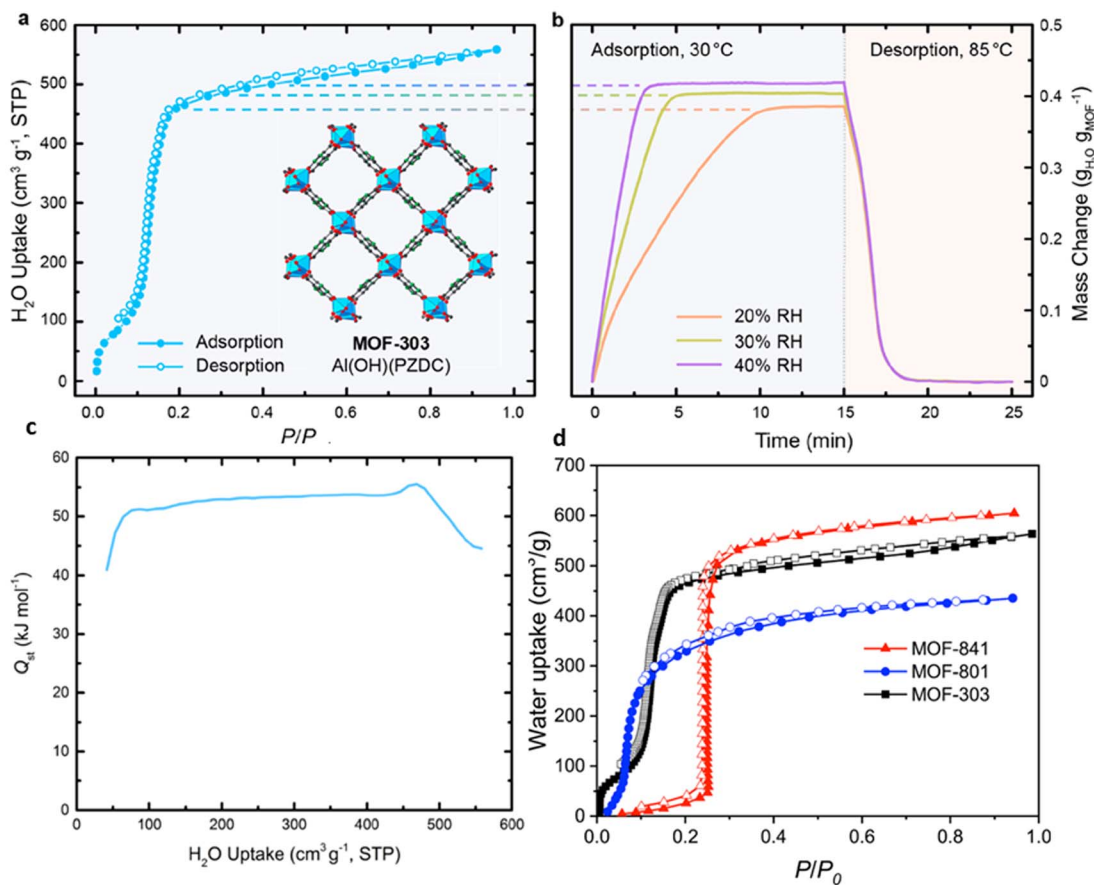 a
600
500
400
300
200
100
0
H₂O Uptake (cm³ g⁻¹, STP)
Adsorption
Desorption
MOF-303
Al(OH)(PZDC)
0.0 0.2 0.4 0.6 0.8 1.0
P/P
b
Adsorption, 30 °C
Desorption, 85 °C
20% RH
30% RH
40% RH
0.5
0.4
0.3
0.2
0.1
0
Mass Change (g_H₂O g_MOF⁻¹)
0 5 10 15 20 25
Time (min)
c
60
50
40
30
20
10
0
Qst (kJ mol⁻¹)
0 100 200 300 400 500 600
H₂O Uptake (cm³ g⁻¹, STP)
d
700
600
500
400
300
200
100
0
Water uptake (cm³/g)
MOF-841
MOF-801
MOF-303
0.0 0.2 0.4 0.6 0.8 1.0
P/P₀